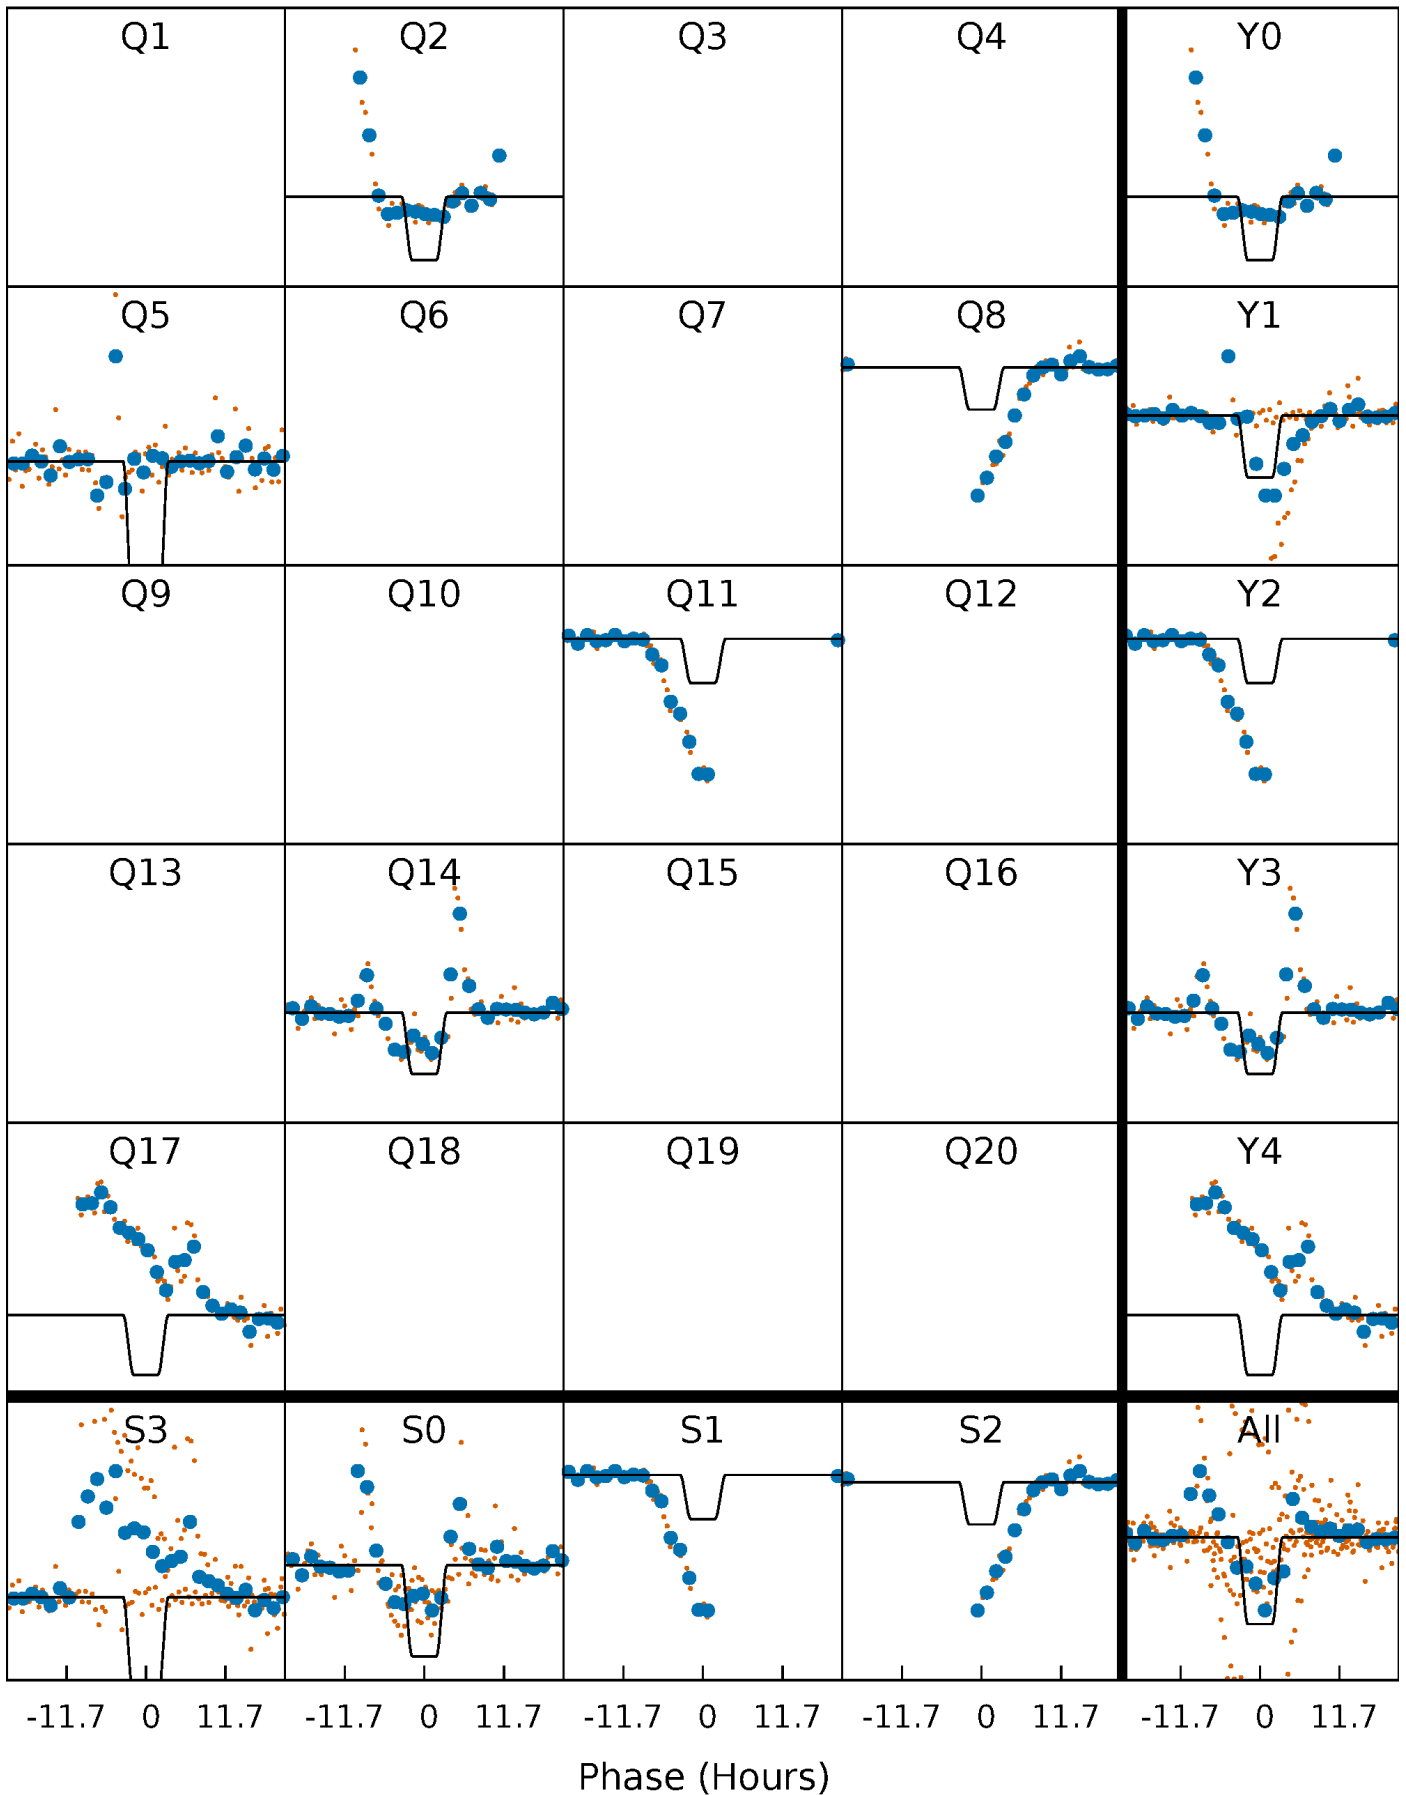 Q1 Q2 Q3 Q4 Y0
Q5 Q6 Q7 Q8 Y1
Q9 Q10 Q11 Q12 Y2
Q13 Q14 Q15 Q16 Y3
Q17 Q18 Q19 Q20 Y4
S3 S0 S1 S2 All
-11.7 0 11.7 -11.7 0 11.7 -11.7 0 11.7 -11.7 0 11.7 -11.7 0 11.7
Phase (Hours)